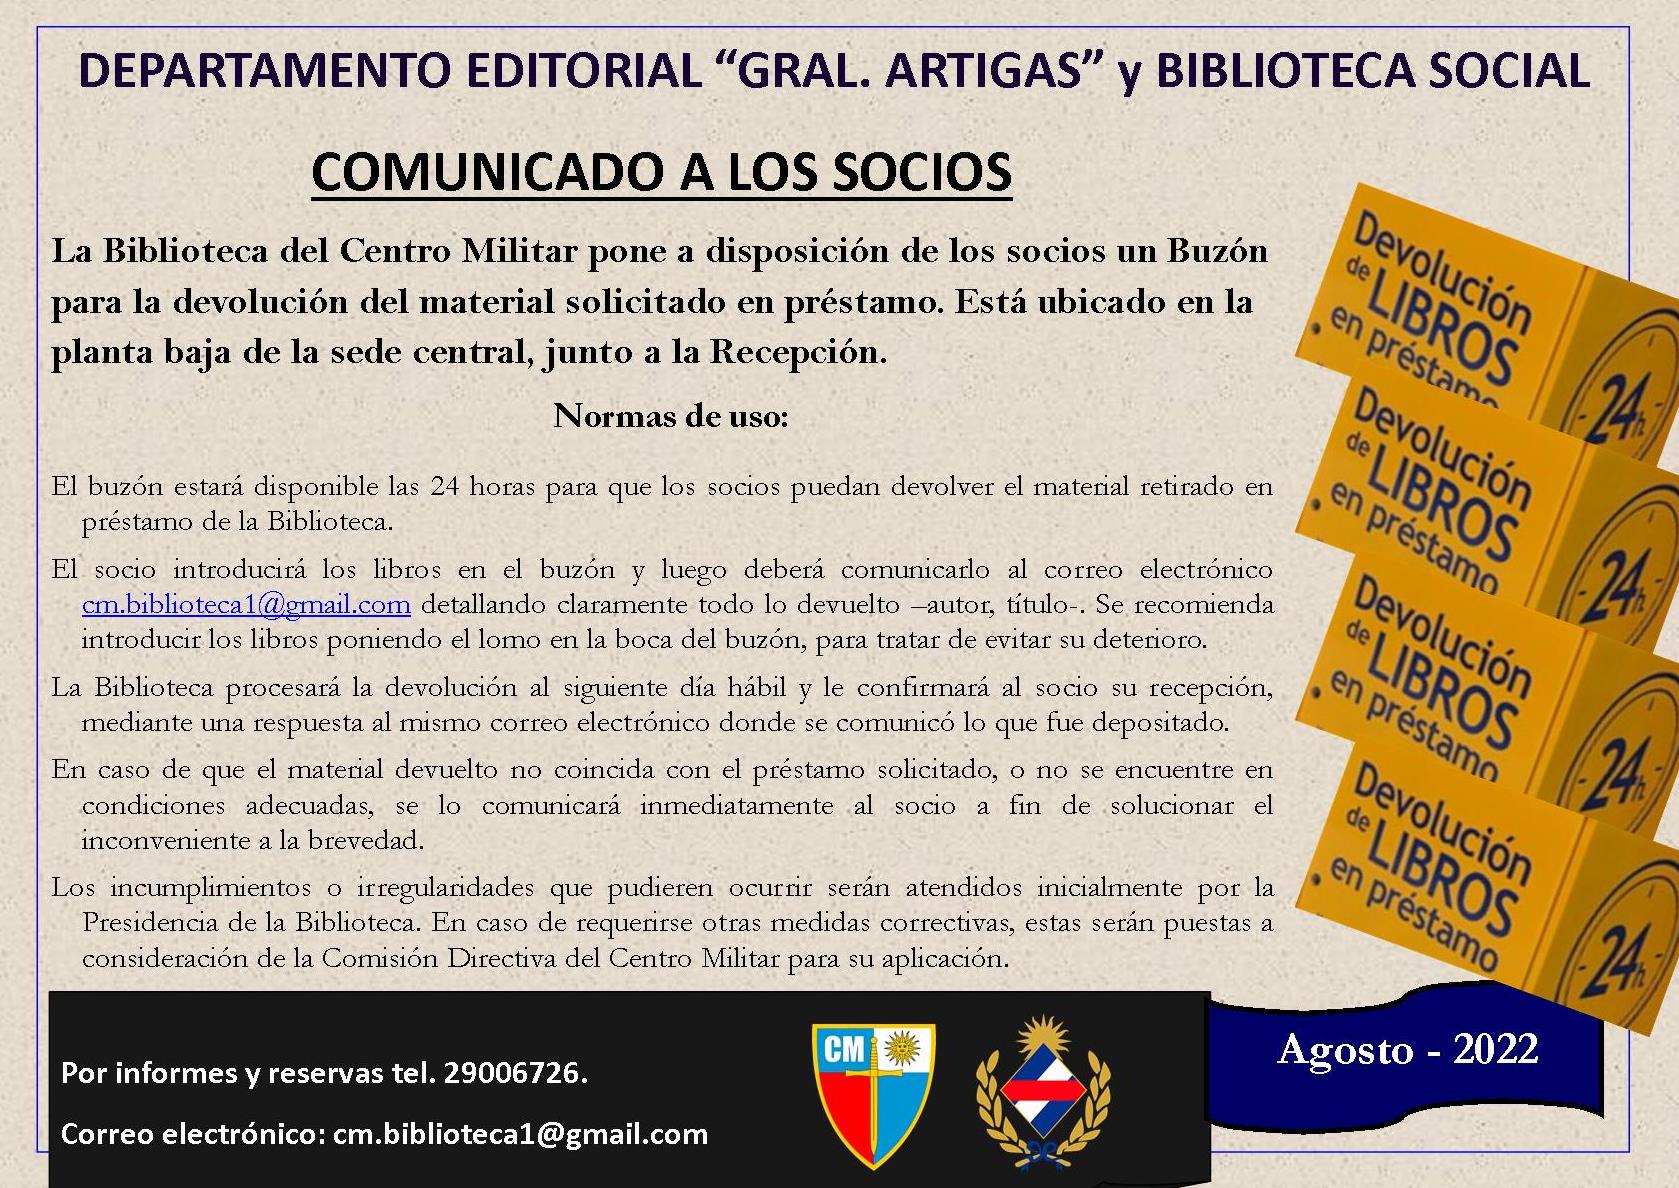 DEPARTAMENTO EDITORIAL “GRAL. ARTIGAS” y BIBLIOTECA SOCIAL
COMUNICADO A LOS SOCIOS
La Biblioteca del Centro Militar pone a disposición de los socios un Buzón
para la devolución del material solicitado en préstamo. Está ubicado en la
planta baja de la sede central, junto a la Recepción.
Normas de uso:
El buzón estará disponible las 24 horas para que los socios puedan devolver el material retirado en
préstamo de la Biblioteca.
El socio introducirá los libros en el buzón y luego deberá comunicarlo al correo electrónico
cm.biblioteca1@gmail.com detallando claramente todo lo devuelto –autor, título-. Se recomienda
introducir los libros poniendo el lomo en la boca del buzón, para tratar de evitar su deterioro.
La Biblioteca procesará la devolución al siguiente día hábil y le confirmará al socio su recepción,
mediante una respuesta al mismo correo electrónico donde se comunicó lo que fue depositado.
En caso de que el material devuelto no coincida con el préstamo solicitado, o no se encuentre en
condiciones adecuadas, se lo comunicará inmediatamente al socio a fin de solucionar el
inconveniente a la brevedad.
Los incumplimientos o irregularidades que pudieren ocurrir serán atendidos inicialmente por la
Presidencia de la Biblioteca. En caso de requerirse otras medidas correctivas, estas serán puestas a
consideración de la Comisión Directiva del Centro Militar para su aplicación.
Devolución
de LIBROS
en préstamo
-24h-
Devolución
de LIBROS
en préstamo
-24h-
Devolución
de LIBROS
en préstamo
-24h-
Devolución
de LIBROS
en préstamo
-24h-
Por informes y reservas tel. 29006726.
Correo electrónico: cm.biblioteca1@gmail.com
CM
Agosto - 2022